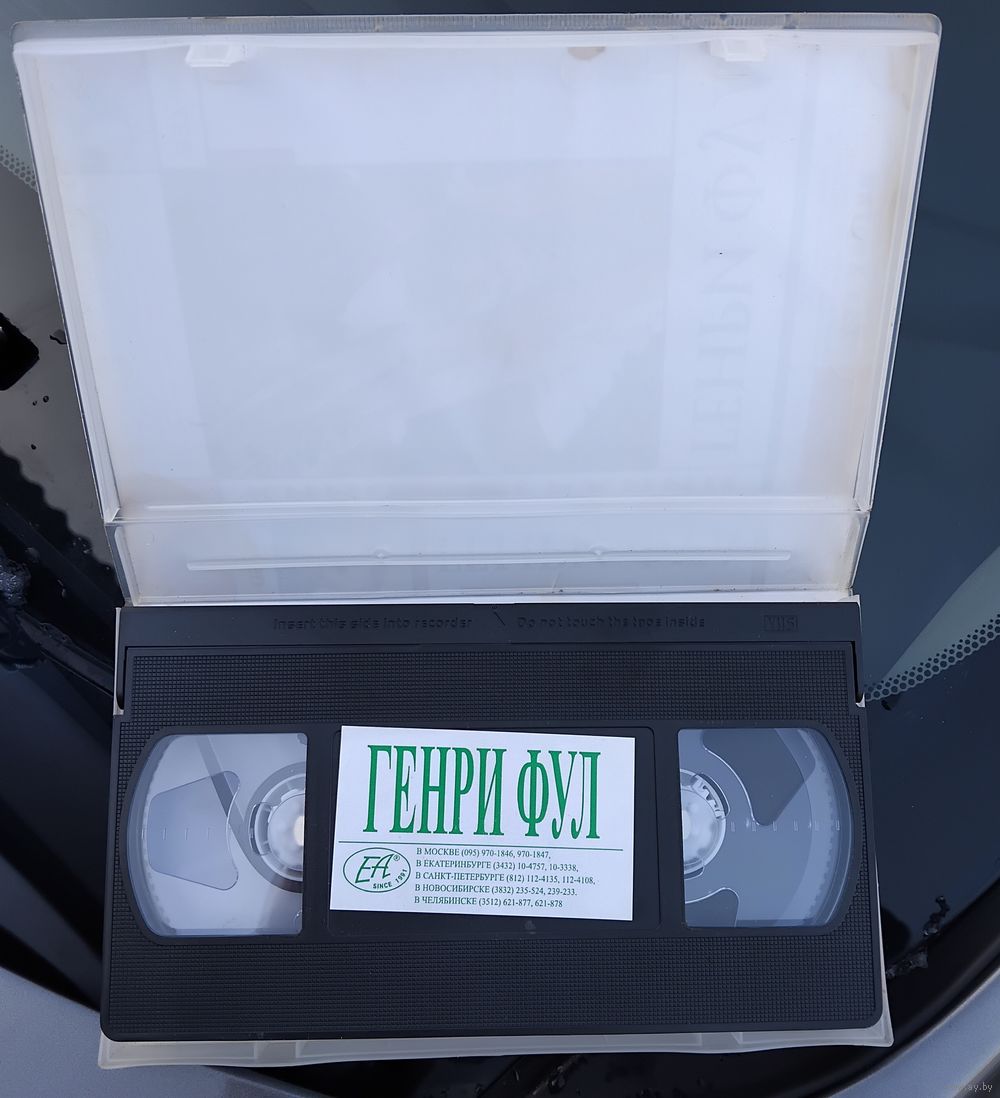 ГЕНРИ ФУЛ
Insert this side into recorder
Do not touch the tape inside
VHS
ГЕНРИ ФУЛ
EA®
SINCE 1991
В МОСКВЕ (095) 970-1846, 970-1847,
В ЕКАТЕРИНБУРГЕ (3432) 10-4757, 10-3338,
В САНКТ-ПЕТЕРБУРГЕ (812) 112-4135, 112-4108,
В НОВОСИБИРСКЕ (3832) 235-524, 239-233,
В ЧЕЛЯБИНСКЕ (3512) 621-877, 621-878